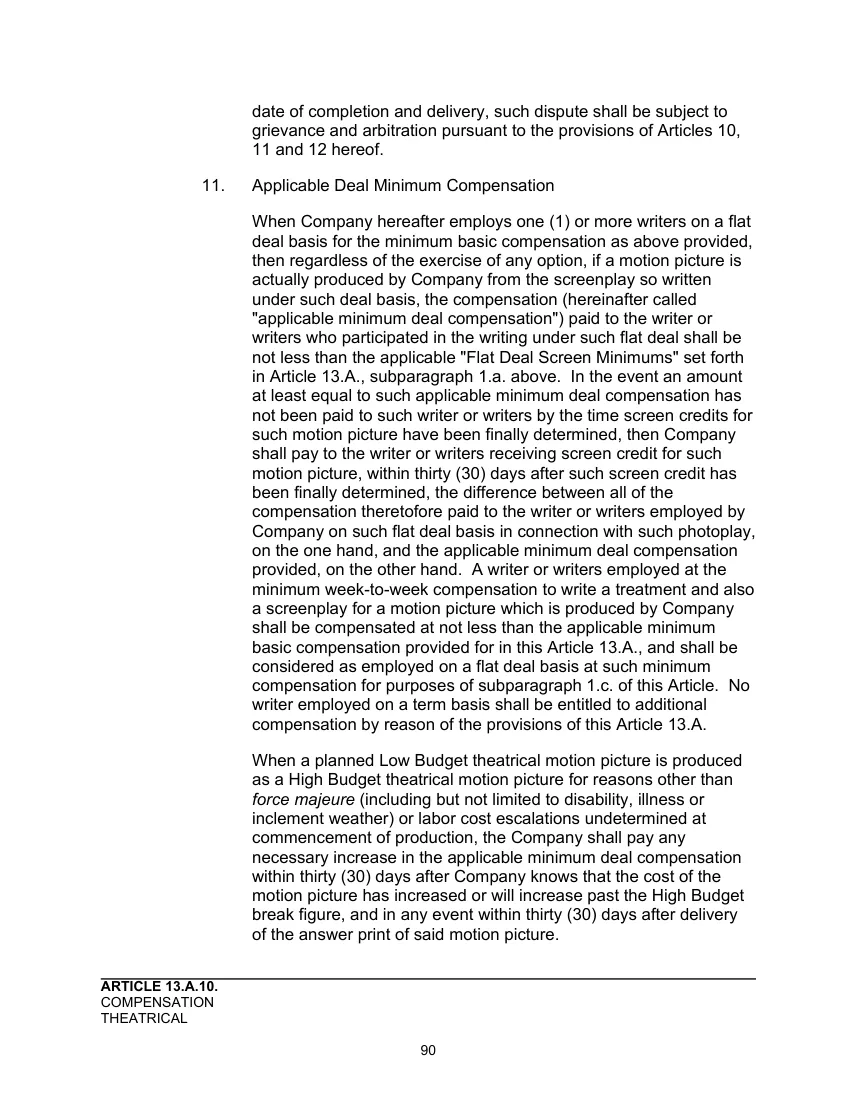 date of completion and delivery, such dispute shall be subject to
grievance and arbitration pursuant to the provisions of Articles 10,
11 and 12 hereof.
11. Applicable Deal Minimum Compensation
When Company hereafter employs one (1) or more writers on a flat
deal basis for the minimum basic compensation as above provided,
then regardless of the exercise of any option, if a motion picture is
actually produced by Company from the screenplay so written
under such deal basis, the compensation (hereinafter called
"applicable minimum deal compensation") paid to the writer or
writers who participated in the writing under such flat deal shall be
not less than the applicable "Flat Deal Screen Minimums" set forth
in Article 13.A., subparagraph 1.a. above.  In the event an amount
at least equal to such applicable minimum deal compensation has
not been paid to such writer or writers by the time screen credits for
such motion picture have been finally determined, then Company
shall pay to the writer or writers receiving screen credit for such
motion picture, within thirty (30) days after such screen credit has
been finally determined, the difference between all of the
compensation theretofore paid to the writer or writers employed by
Company on such flat deal basis in connection with such photoplay,
on the one hand, and the applicable minimum deal compensation
provided, on the other hand.  A writer or writers employed at the
minimum week-to-week compensation to write a treatment and also
a screenplay for a motion picture which is produced by Company
shall be compensated at not less than the applicable minimum
basic compensation provided for in this Article 13.A., and shall be
considered as employed on a flat deal basis at such minimum
compensation for purposes of subparagraph 1.c. of this Article.  No
writer employed on a term basis shall be entitled to additional
compensation by reason of the provisions of this Article 13.A.
When a planned Low Budget theatrical motion picture is produced
as a High Budget theatrical motion picture for reasons other than
force majeure (including but not limited to disability, illness or
inclement weather) or labor cost escalations undetermined at
commencement of production, the Company shall pay any
necessary increase in the applicable minimum deal compensation
within thirty (30) days after Company knows that the cost of the
motion picture has increased or will increase past the High Budget
break figure, and in any event within thirty (30) days after delivery
of the answer print of said motion picture.
ARTICLE 13.A.10.
COMPENSATION
THEATRICAL
90